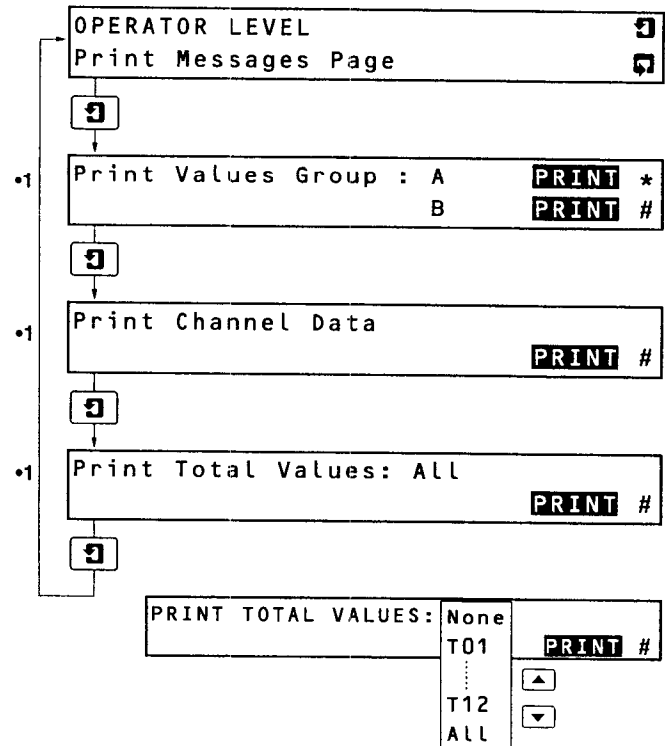 OPERATOR LEVEL
Print Messages Page
•1 Print Values Group : A PRINT *
B PRINT #
•1 Print Channel Data
PRINT #
•1 Print Total Values: All
PRINT #
PRINT TOTAL VALUES: None
T01 PRINT #
T12
All